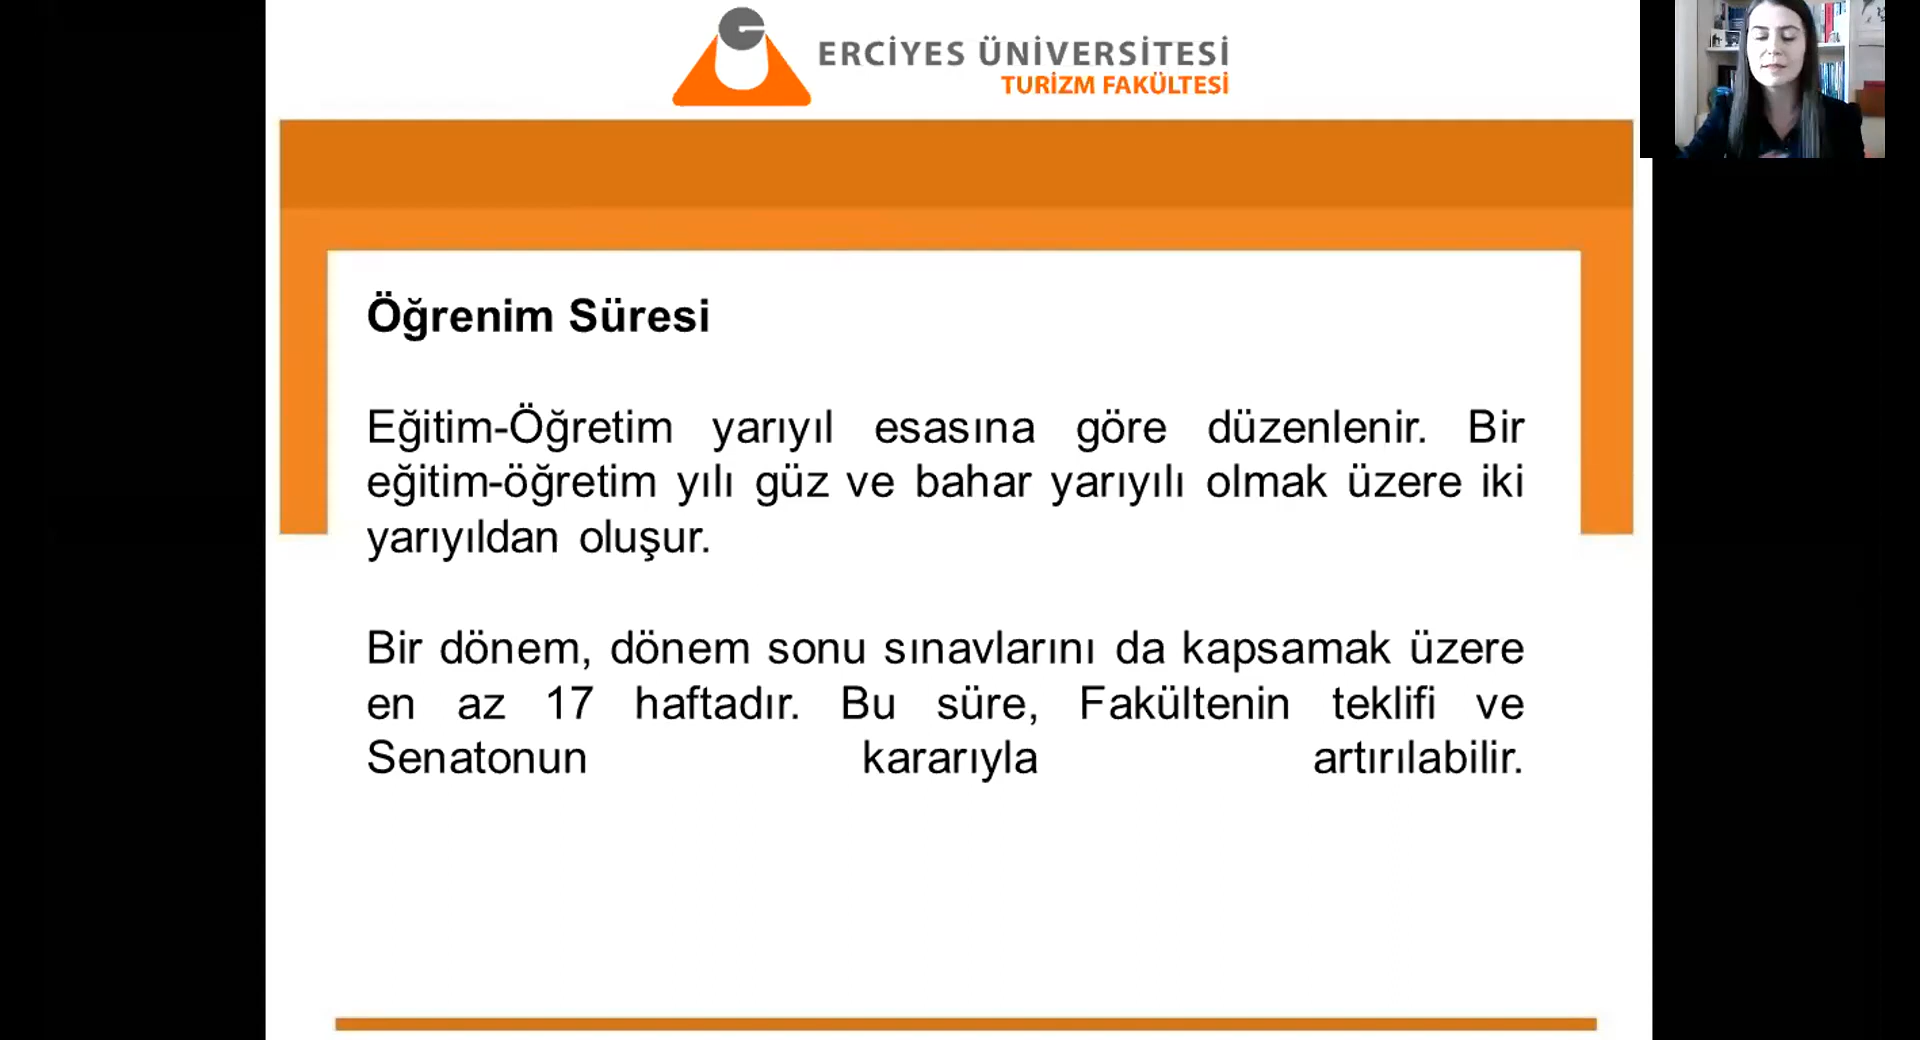 ERCİYES ÜNİVERSİTESİ
TURİZM FAKÜLTESİ
Öğrenim Süresi
Eğitim-Öğretim yarıyıl esasına göre düzenlenir. Bir
eğitim-öğretim yılı güz ve bahar yarıyılı olmak üzere iki
yarıyıldan oluşur.
Bir dönem, dönem sonu sınavlarını da kapsamak üzere
en az 17 haftadır. Bu süre, Fakültenin teklifi ve
Senatonun kararıyla artırılabilir.